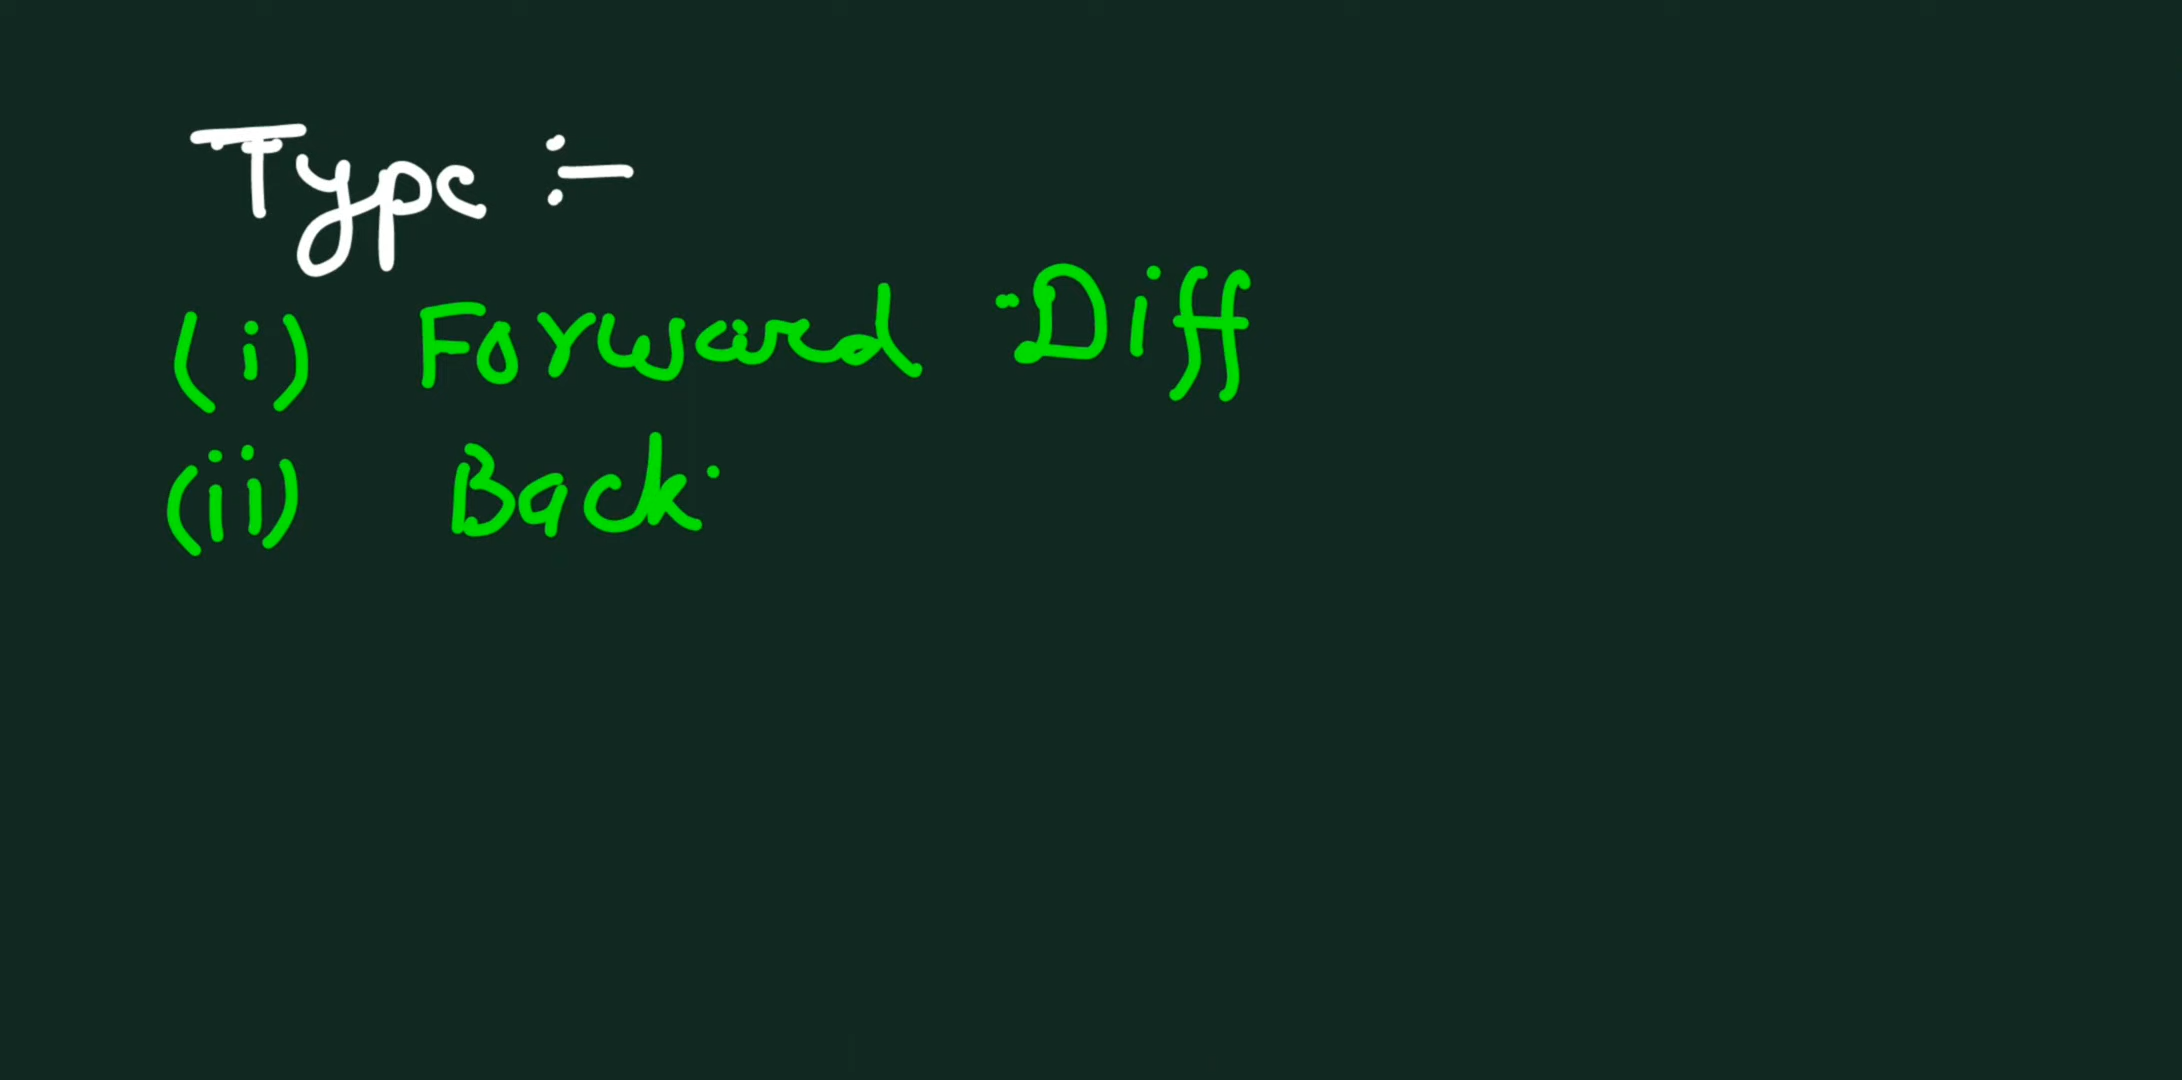 Type :-
(i) Forward Diff
(ii) Back